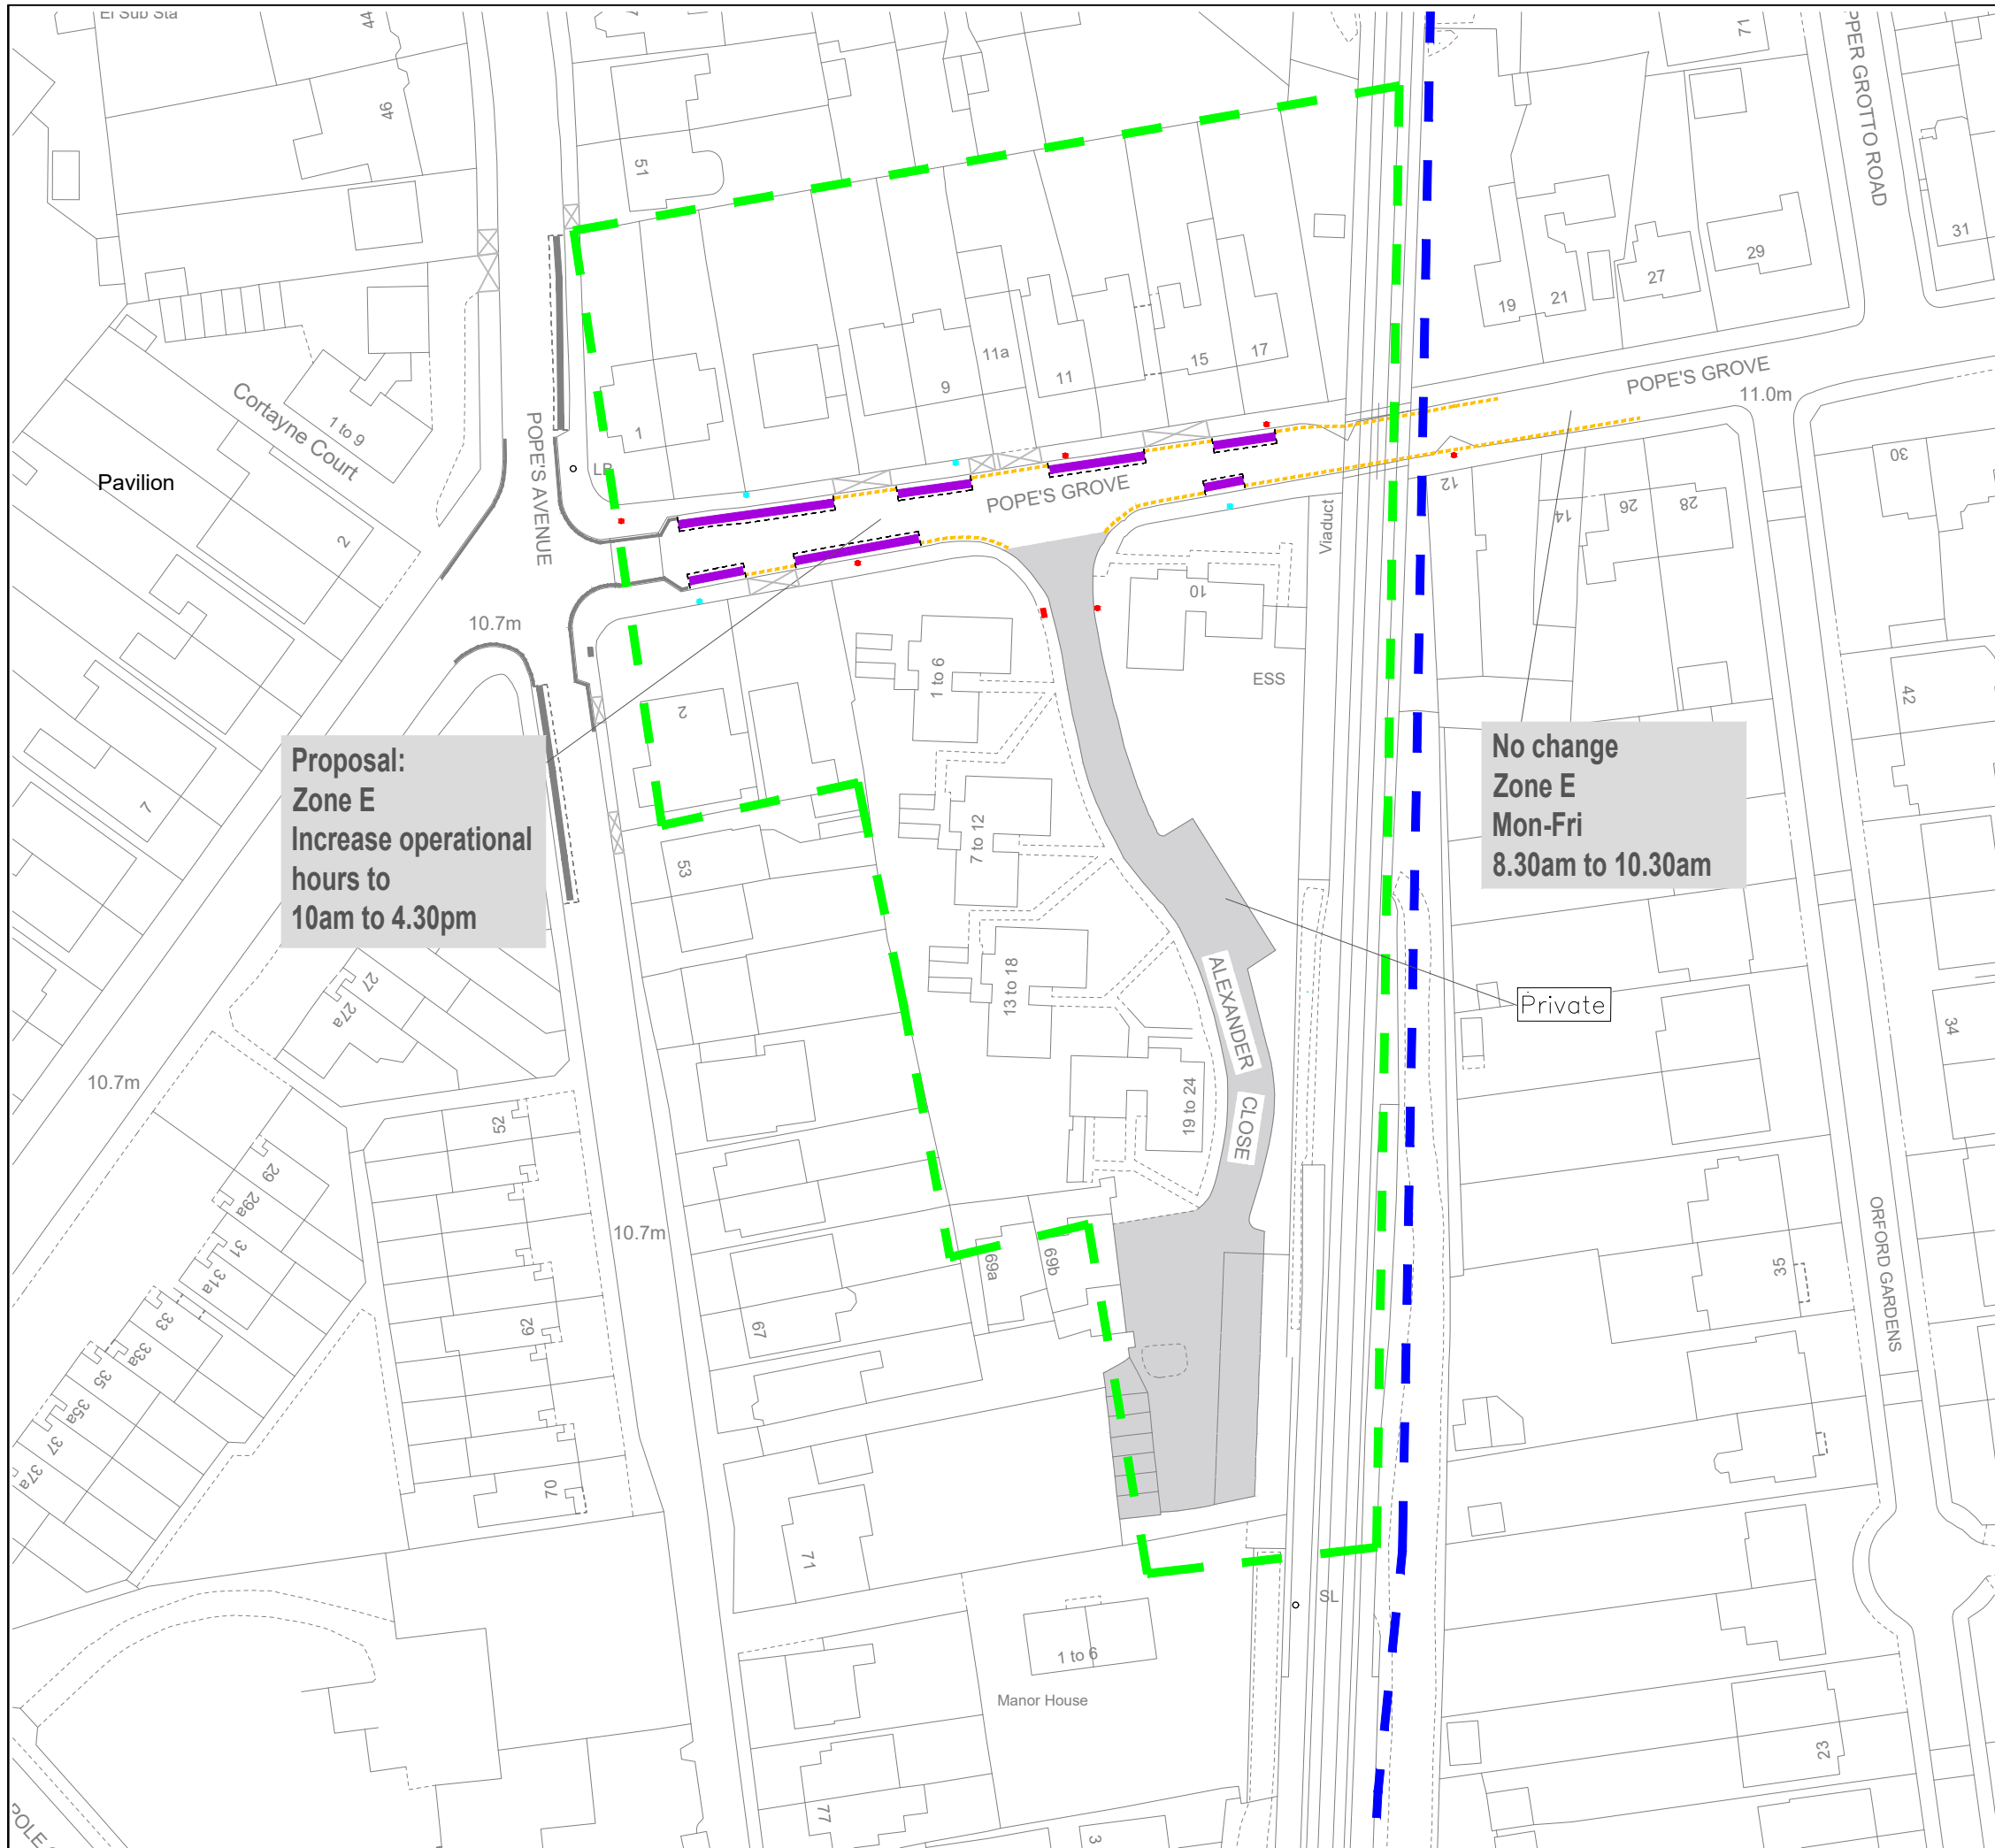 El Sub Sta
44
46
51
71
UPPER GROTTO ROAD
31
29
27
21
19
17
15
11
11a
9
1
1 to 9
Cortayne Court
Pavilion
2
POPE'S AVENUE
LB
POPE'S GROVE
POPE'S GROVE
11.0m
Viaduct
12
14
26
28
30
10
ESS
10.7m
2
1 to 6
42
7
Proposal:
Zone E
Increase operational
hours to
10am to 4.30pm
No change
Zone E
Mon-Fri
8.30am to 10.30am
53
7 to 12
27
27a
13 to 18
ALEXANDER
CLOSE
Private
34
10.7m
52
19 to 24
29
29a
31
31a
33
33a
35
35a
37
37a
10.7m
69a
69b
62
67
35
ORFORD GARDENS
70
71
SL
1 to 6
Manor House
23
77
3